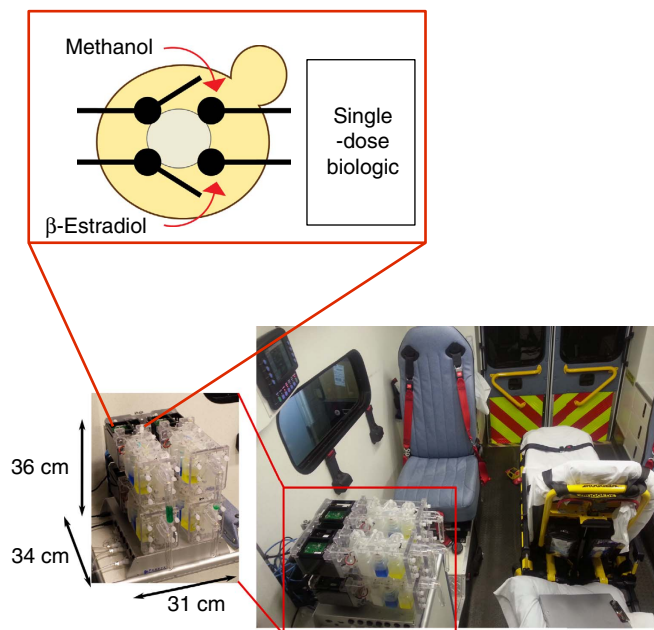 Methanol
Single
-dose
biologic
β-Estradiol
36 cm
34 cm
31 cm